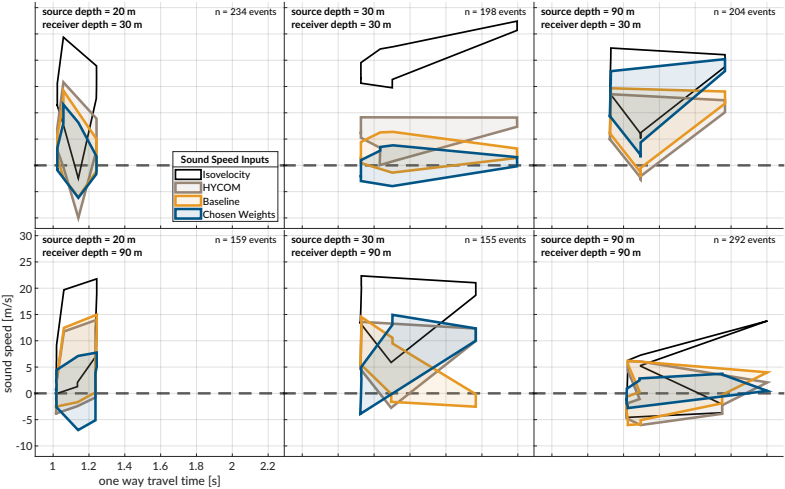 source depth = 20 m
receiver depth = 30 m
n = 234 events
source depth = 30 m
receiver depth = 30 m
n = 198 events
source depth = 90 m
receiver depth = 30 m
n = 204 events
Sound Speed Inputs
Isovelocity
HYCOM
Baseline
Chosen Weights
source depth = 20 m
receiver depth = 90 m
n = 159 events
source depth = 30 m
receiver depth = 90 m
n = 155 events
source depth = 90 m
receiver depth = 90 m
n = 292 events
30
25
20
15
10
5
0
-5
-10
sound speed [m/s]
1 1.2 1.4 1.6 1.8 2 2.2
one way travel time [s]